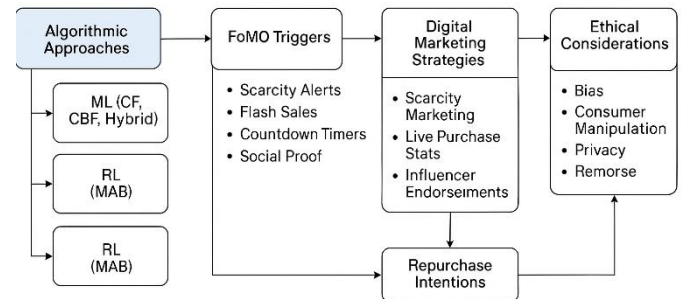 Algorithmic
Approaches
ML (CF,
CBF, Hybrid)
RL
(MAB)
RL
(MAB)
FoMO Triggers
• Scarcity Alerts
• Flash Sales
• Countdown Timers
• Social Proof
Digital
Marketing
Strategies
• Scarcity
Marketing
• Live Purchase
Stats
• Influencer
Endorsements
Repurchase
Intentions
Ethical
Considerations
• Bias
• Consumer
Manipulation
• Privacy
• Remorse